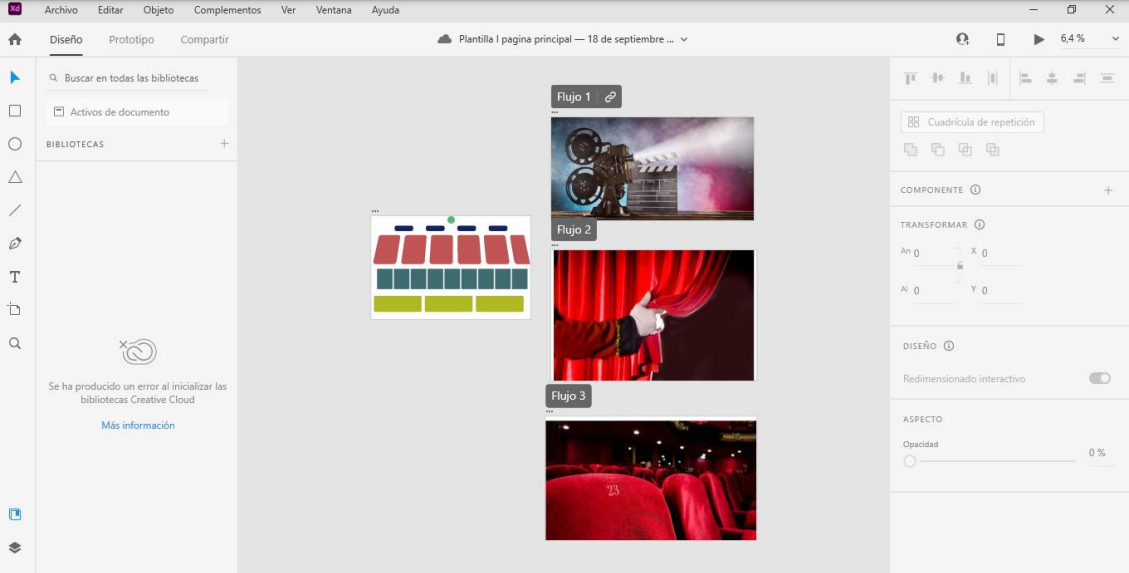 Xd Archivo Editar Objeto Complementos Ver Ventana Ayuda
Diseño Prototipo Compartir Plantilla I pagina principal — 18 de septiembre ... 6,4 %
Buscar en todas las bibliotecas
Activos de documento
BIBLIOTECAS
Se ha producido un error al inicializar las
bibliotecas Creative Cloud
Más información
Flujo 1
Flujo 2
Flujo 3
23
Cuadrícula de repetición
COMPONENTE
TRANSFORMAR
An 0 X 0
Al 0 Y 0
DISEÑO
Redimensionado interactivo
ASPECTO
Opacidad
0 %